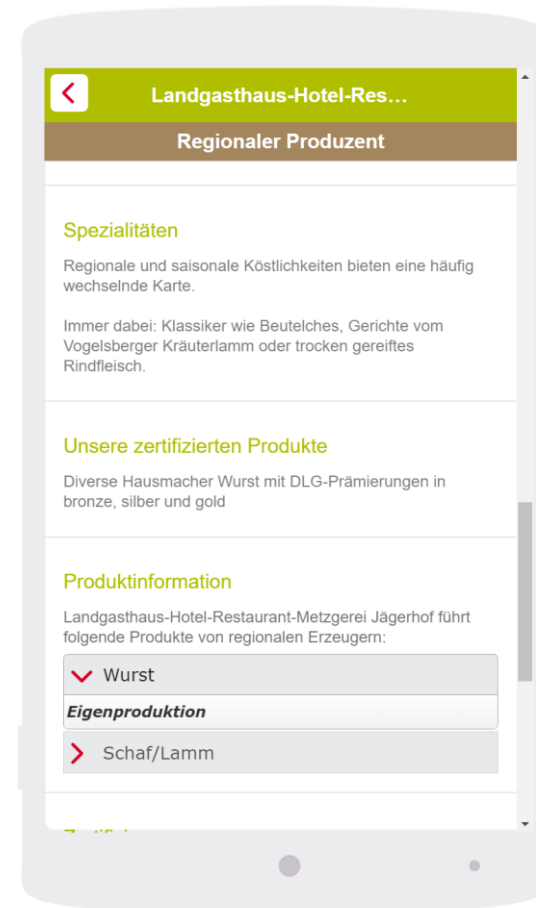 Landgasthaus-Hotel-Res...
Regionaler Produzent
Spezialitäten
Regionale und saisonale Köstlichkeiten bieten eine häufig
wechselnde Karte.
Immer dabei: Klassiker wie Beutelches, Gerichte vom
Vogelsberger Kräuterlamm oder trocken gereiftes
Rindfleisch.
Unsere zertifizierten Produkte
Diverse Hausmacher Wurst mit DLG-Prämierungen in
bronze, silber und gold
Produktinformation
Landgasthaus-Hotel-Restaurant-Metzgerei Jägerhof führt
folgende Produkte von regionalen Erzeugern:
Wurst
Eigenproduktion
Schaf/Lamm